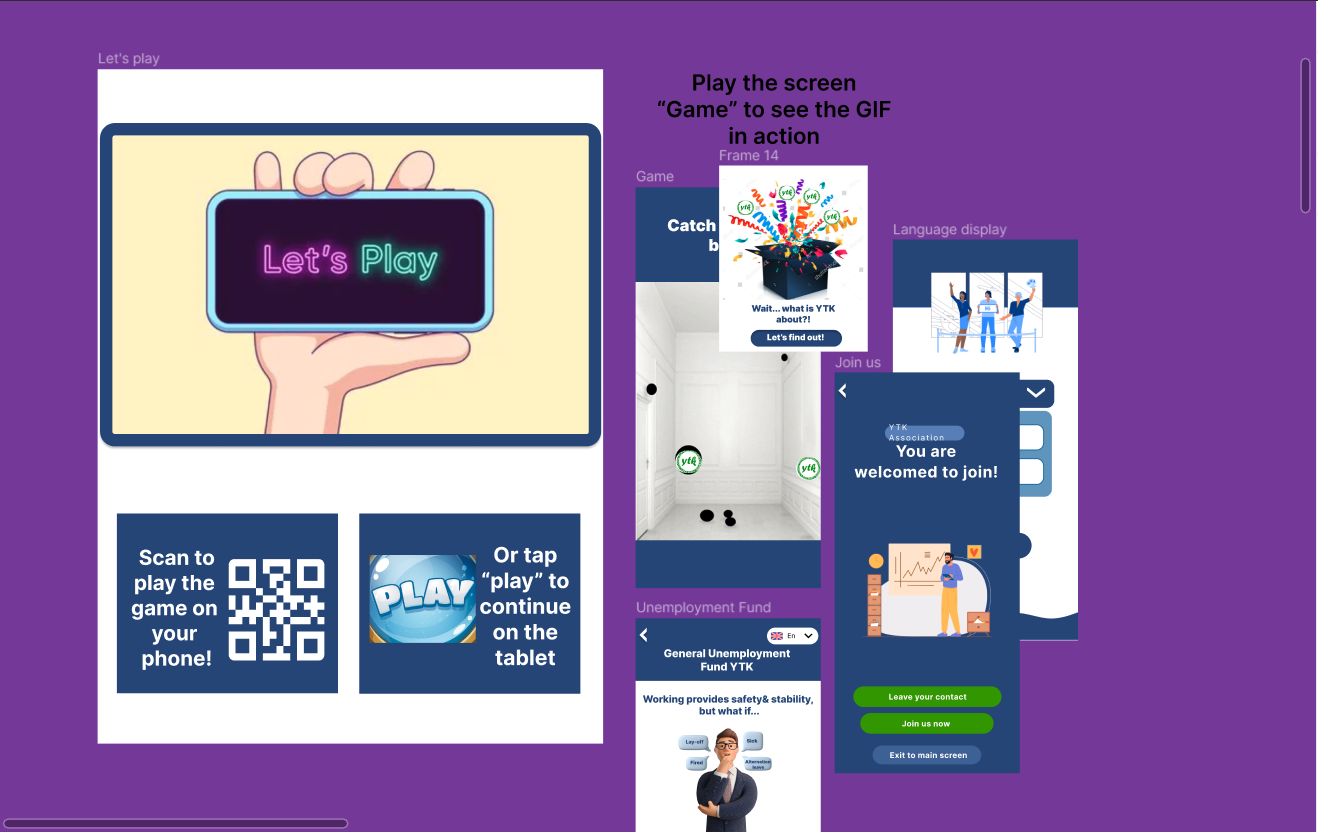 Let's play
Let's Play
Scan to
play the
game on
your
phone!
PLAY
Or tap
“play” to
continue
on the
tablet
Play the screen
“Game” to see the GIF
in action
Frame 14
Game
Catch
b
ytk
ytk
ytk
ytk
Wait... what is YTK
about?!
Let's find out!
ytk
ytk
Language display
Join us
YTK
Association
You are
welcomed to join!
Leave your contact
Join us now
Exit to main screen
Unemployment Fund
En
General Unemployment
Fund YTK
Working provides safety& stability,
but what if...
Lay-off
Sick
Fired
Alternation
leave